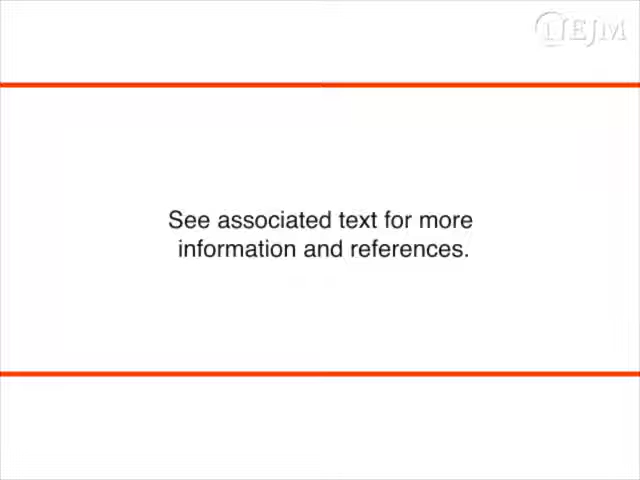 NEJM
See associated text for more
information and references.